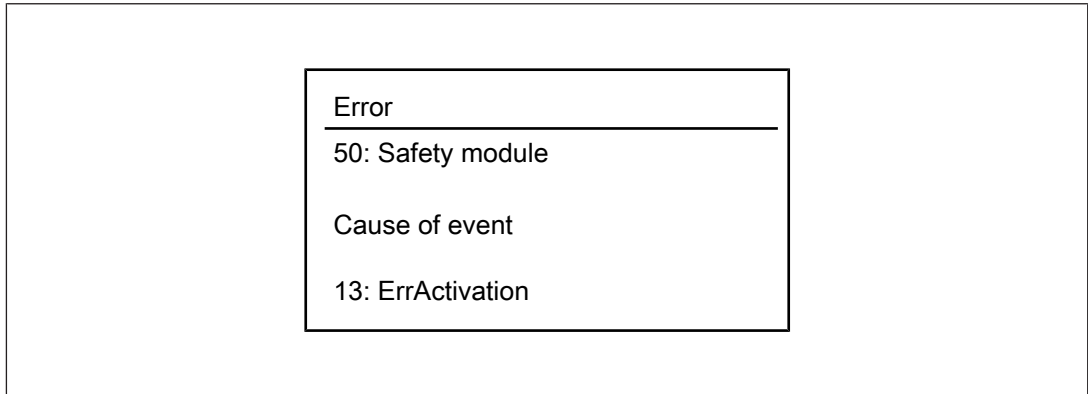 Error
50: Safety module
Cause of event
13: ErrActivation